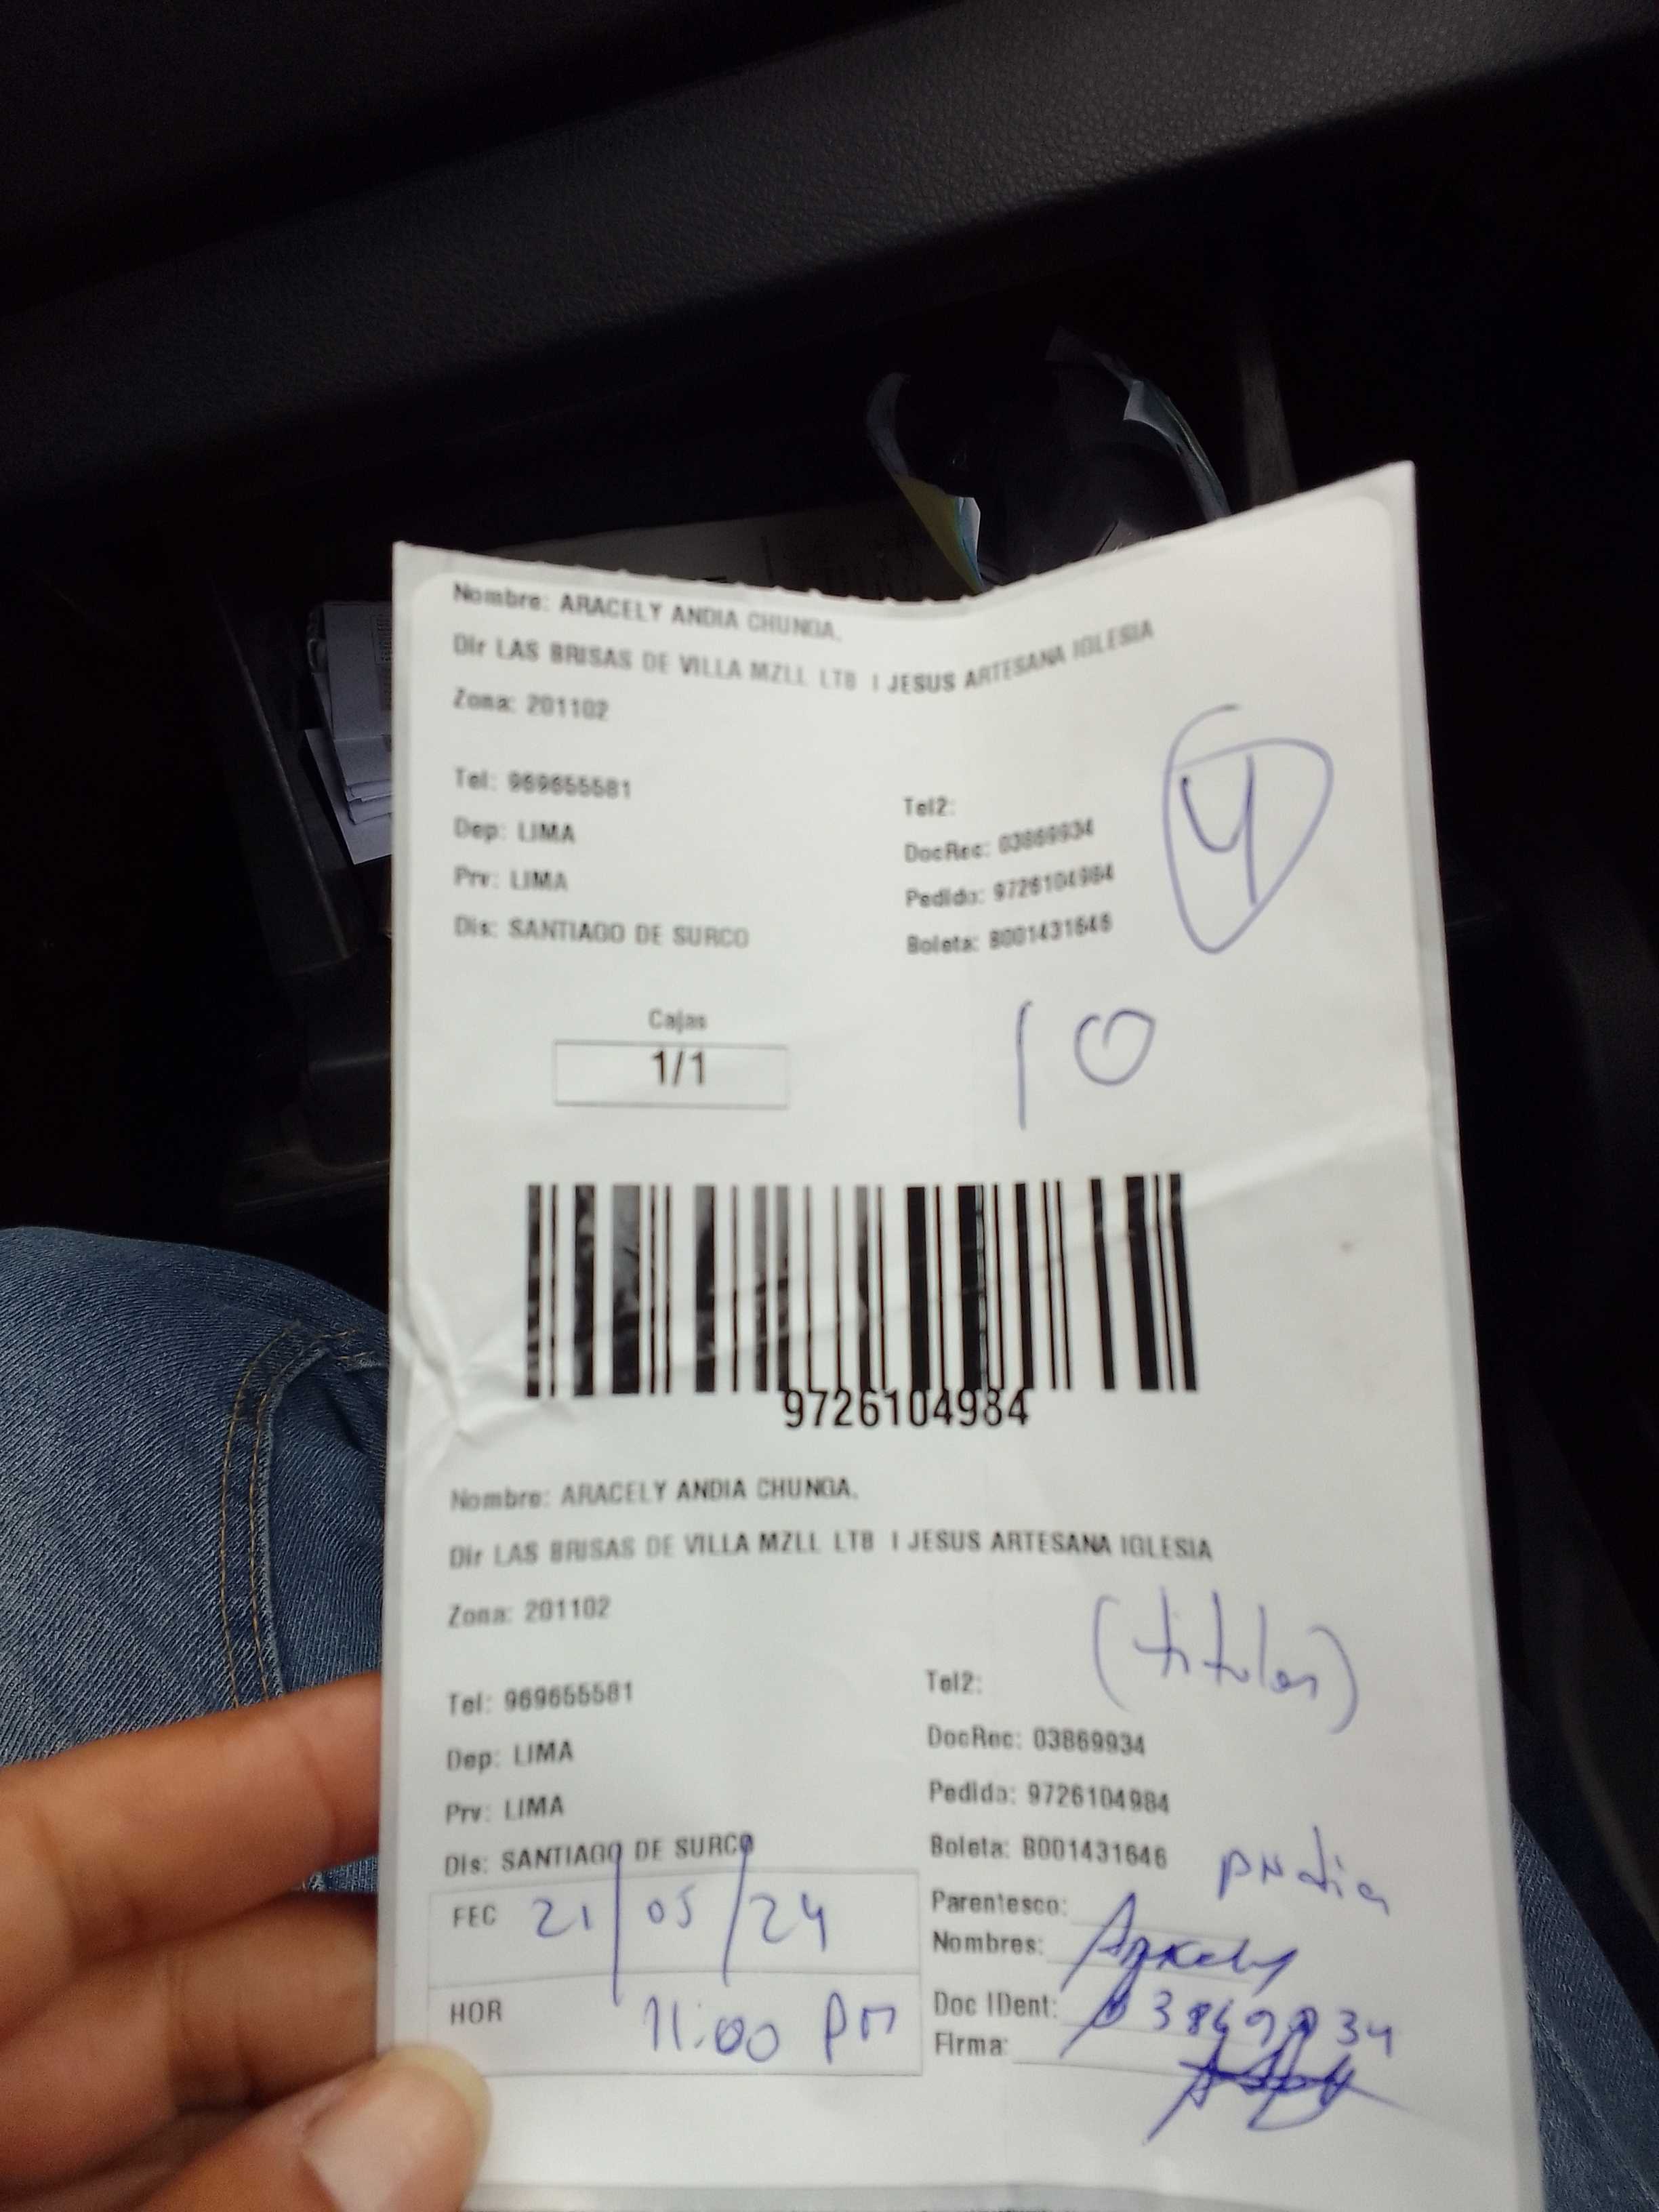 Nombre: ARACELY ANDIA CHUNGA,
Dir LAS BRISAS DE VILLA MZLL LTB I JESUS ARTESANA IGLESIA
Zona: 201102
Tel: 969655581
Tel2:
Dep: LIMA
DocRec: 03869934
Prv: LIMA
Pedido: 9726104984
Dis: SANTIAGO DE SURCO
Boleta: B001431646
4
Cajas
1/1
10
9726104984
Nombre: ARACELY ANDIA CHUNGA,
Dir LAS BRISAS DE VILLA MZLL LTB I JESUS ARTESANA IGLESIA
Zona: 201102
(titular)
Tel: 969655581
Tel2:
Dep: LIMA
DocRec: 03869934
Prv: LIMA
Pedido: 9726104984
Dis: SANTIAGO DE SURCO
Boleta: B001431646
FEC 21/05/24
Parentesco:
Nombres: Aracely
HOR 11:00 PM
Doc IDent: 03869934
Firma: